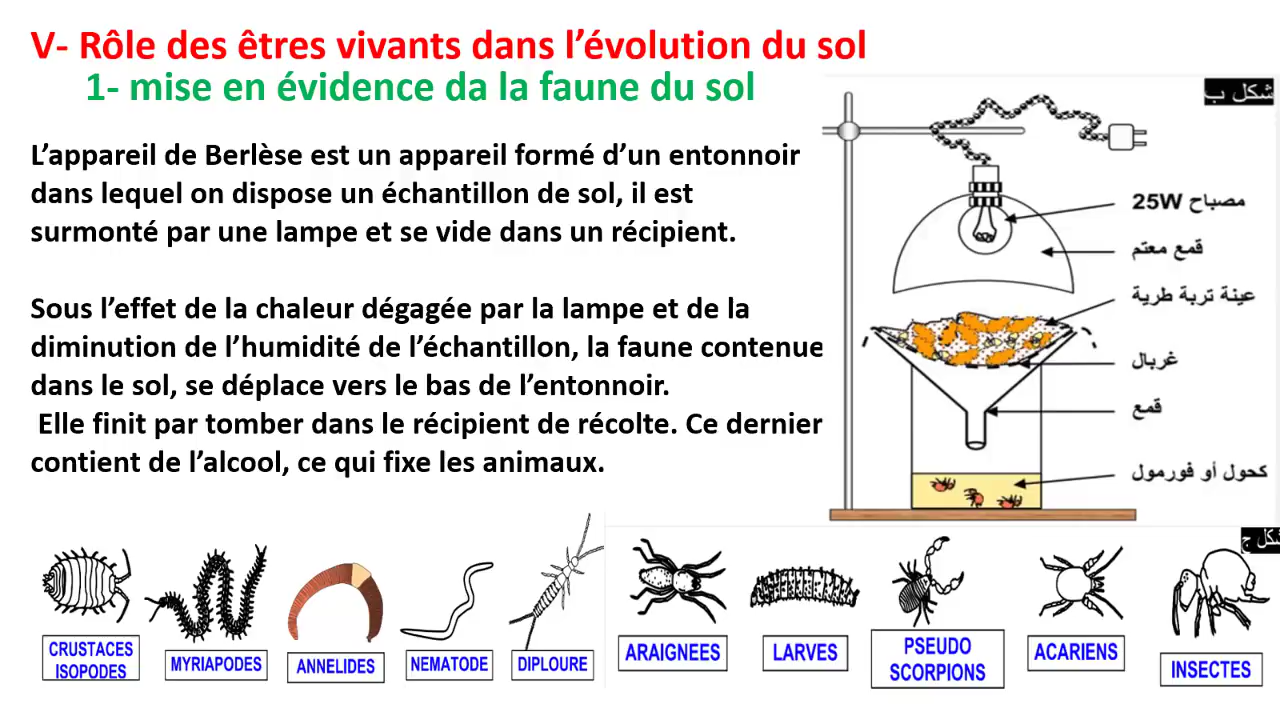 V- Rôle des êtres vivants dans l’évolution du sol
1- mise en évidence da la faune du sol
L’appareil de Berlèse est un appareil formé d’un entonnoir
dans lequel on dispose un échantillon de sol, il est
surmonté par une lampe et se vide dans un récipient.
Sous l’effet de la chaleur dégagée par la lampe et de la
diminution de l’humidité de l’échantillon, la faune contenue
dans le sol, se déplace vers le bas de l’entonnoir.
Elle finit par tomber dans le récipient de récolte. Ce dernier
contient de l’alcool, ce qui fixe les animaux.
شكل ب
مصباح 25W
قمع معتم
عينة تربة طرية
غربال
قمع
كحول أو فورمول
شكل ج
CRUSTACES
ISOPODES
MYRIAPODES
ANNELIDES
NEMATODE
DIPLOURE
ARAIGNEES
LARVES
PSEUDO
SCORPIONS
ACARIENS
INSECTES